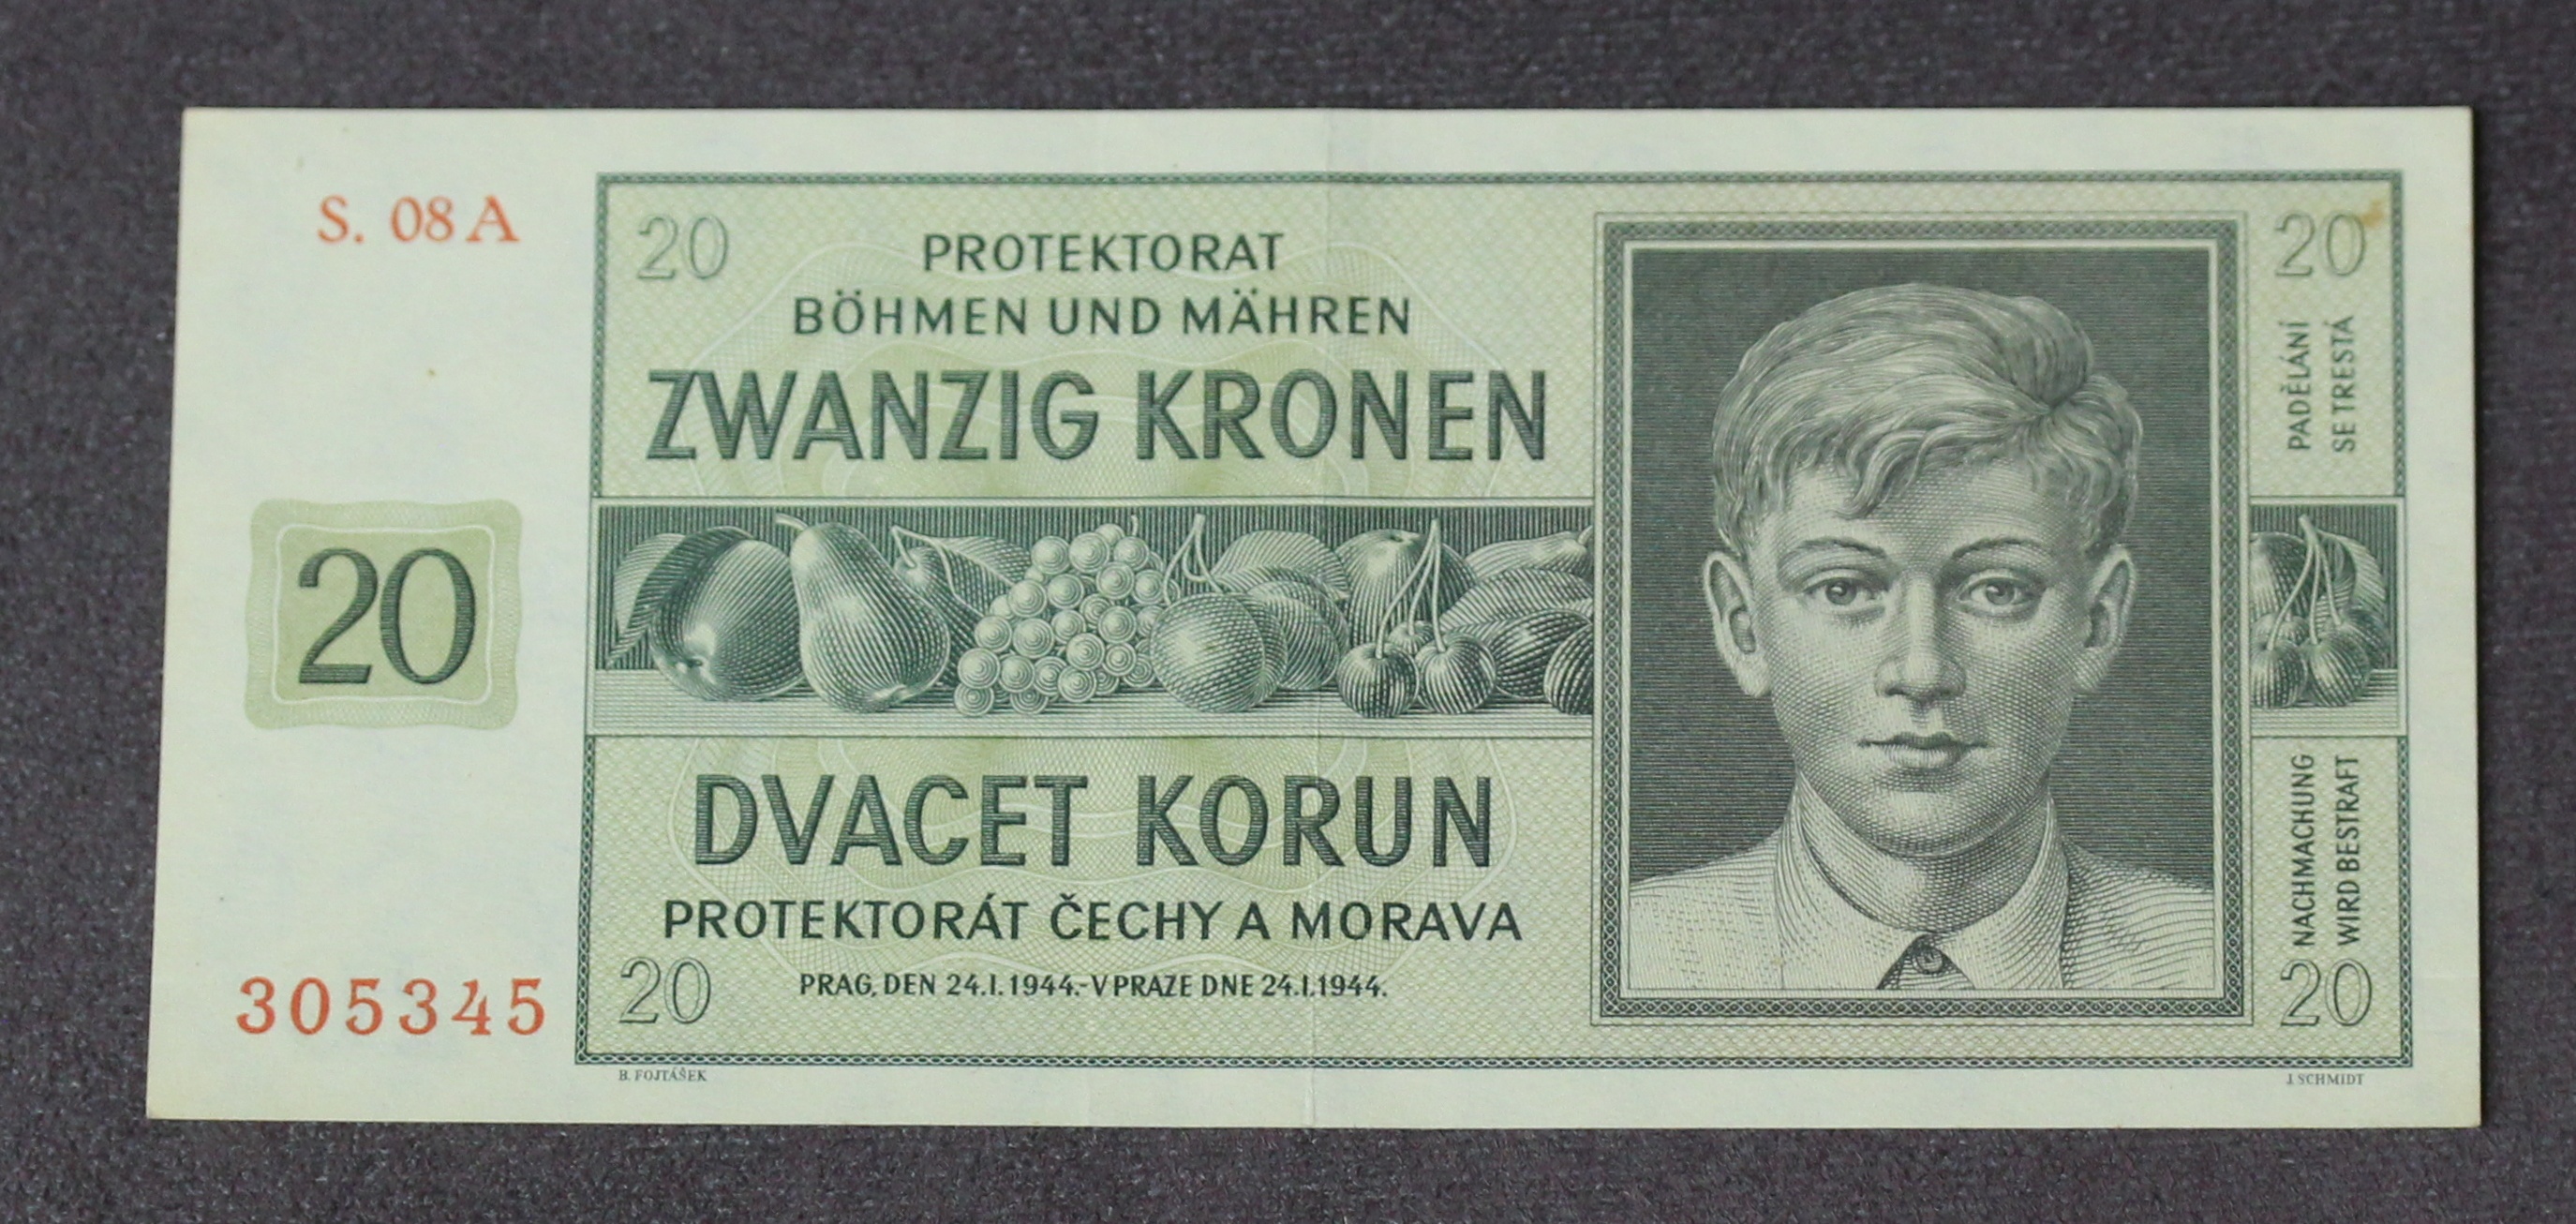 S. 08 A
20
PROTEKTORAT
BÖHMEN UND MÄHREN
ZWANZIG KRONEN
20
DVACET KORUN
PROTEKTORÁT ČECHY A MORAVA
20
PRAG, DEN 24.I.1944.-V PRAZE DNE 24.I.1944.
305345
20
PADĚLÁNÍ
SE TRESTÁ
NACHMACHUNG
WIRD BESTRAFT
20
B. FOJTÁŠEK
J. SCHMIDT